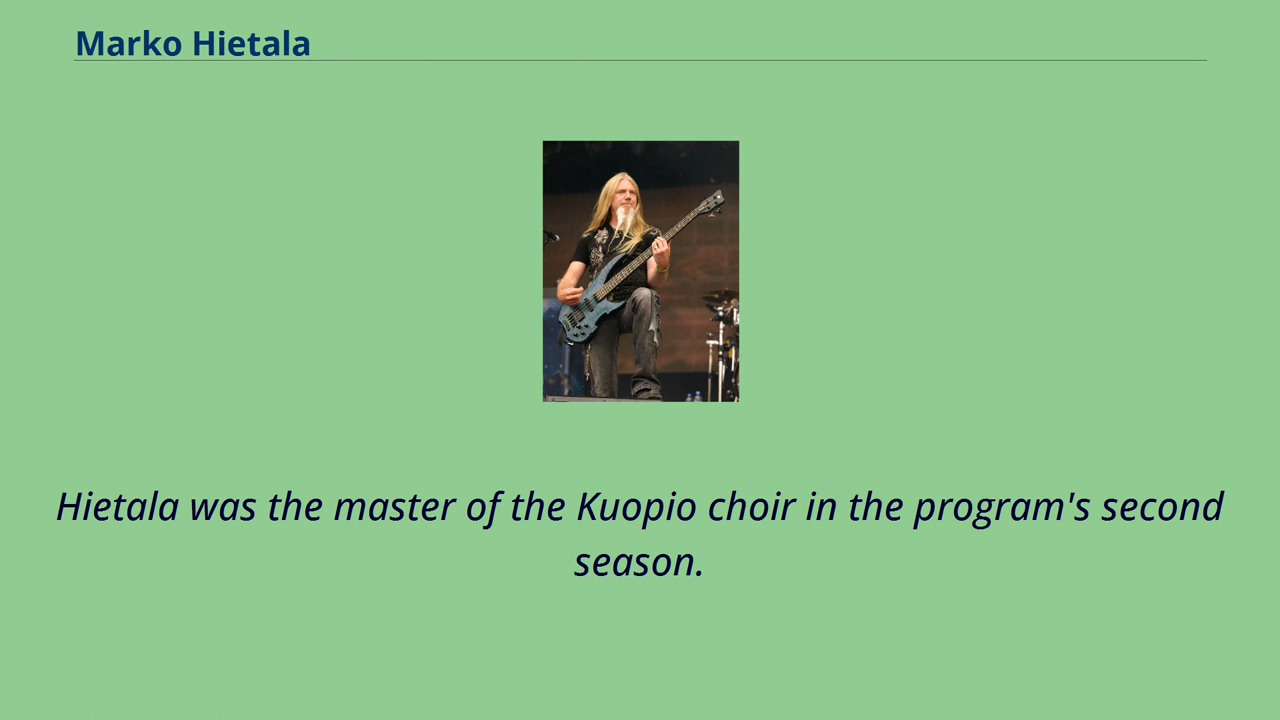 Marko Hietala
Hietala was the master of the Kuopio choir in the program's second
season.